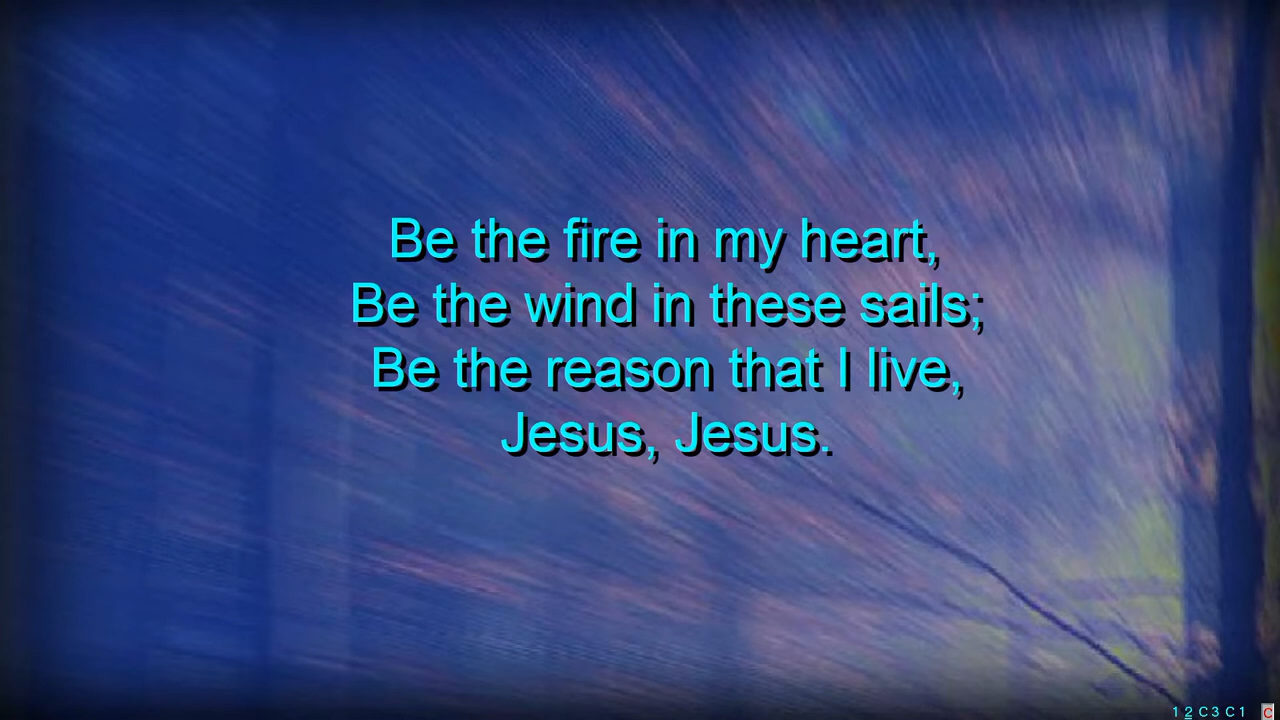 Be the fire in my heart,
Be the wind in these sails;
Be the reason that I live,
Jesus, Jesus.
1 2 C 3 C 1 C